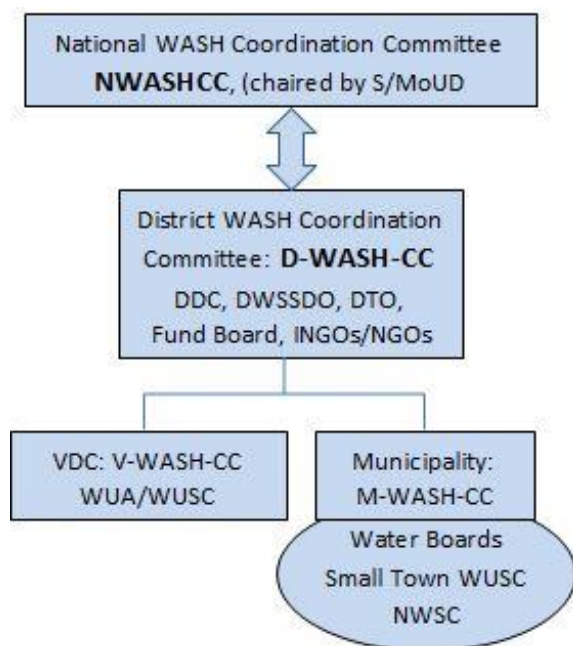 National WASH Coordination Committee
NWASHCC, (chaired by S/MoUD
District WASH Coordination
Committee: D-WASH-CC
DDC, DWSSDO, DTO,
Fund Board, INGOs/NGOs
VDC: V-WASH-CC
WUA/WUSC
Municipality:
M-WASH-CC
Water Boards
Small Town WUSC
NWSC